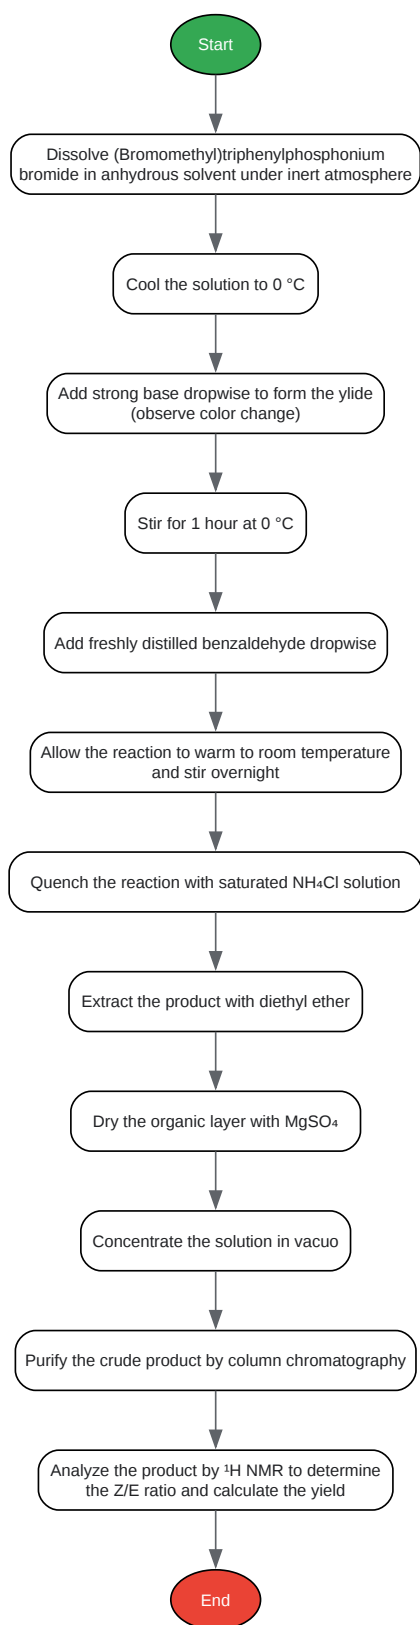 Start
Dissolve (Bromomethyl)triphenylphosphonium
bromide in anhydrous solvent under inert atmosphere
Cool the solution to 0 °C
Add strong base dropwise to form the ylide
(observe color change)
Stir for 1 hour at 0 °C
Add freshly distilled benzaldehyde dropwise
Allow the reaction to warm to room temperature
and stir overnight
Quench the reaction with saturated NH₄Cl solution
Extract the product with diethyl ether
Dry the organic layer with MgSO₄
Concentrate the solution in vacuo
Purify the crude product by column chromatography
Analyze the product by ¹H NMR to determine
the Z/E ratio and calculate the yield
End